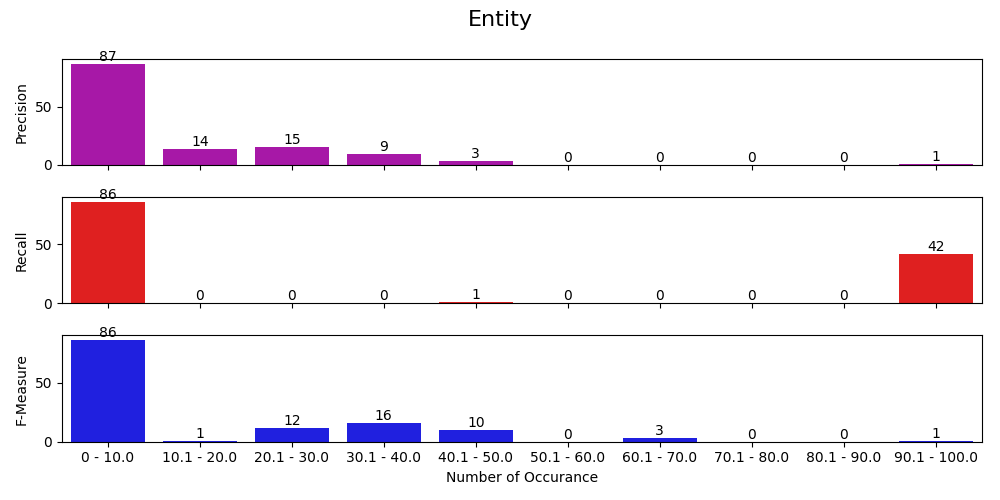 Entity
Precision
50
0
87 14 15 9 3 0 0 0 0 1
Recall
50
0
86 0 0 0 1 0 0 0 0 42
F-Measure
50
0
86 1 12 16 10 0 3 0 0 1
0 - 10.0 10.1 - 20.0 20.1 - 30.0 30.1 - 40.0 40.1 - 50.0 50.1 - 60.0 60.1 - 70.0 70.1 - 80.0 80.1 - 90.0 90.1 - 100.0
Number of Occurance